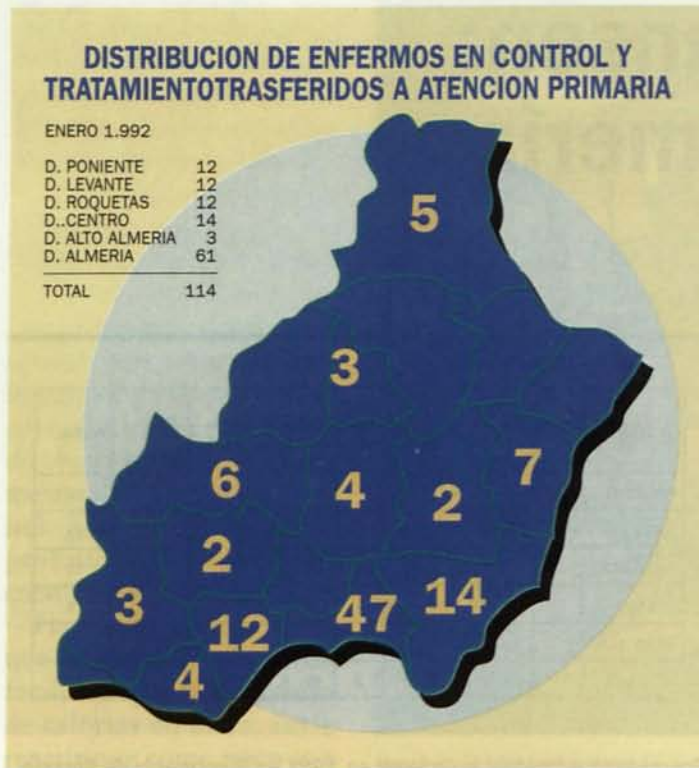 DISTRIBUCION DE ENFERMOS EN CONTROL Y
TRATAMIENTOTRASFERIDOS A ATENCION PRIMARIA
ENERO 1.992
D. PONIENTE 12
D. LEVANTE 12
D. ROQUETAS 12
D..CENTRO 14
D. ALTO ALMERIA 3
D. ALMERIA 61
TOTAL 114
5
3
6
4
2
7
2
3
12
47
14
4